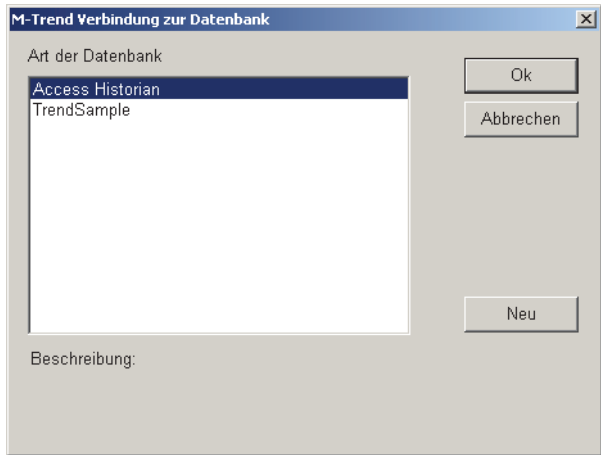 M-Trend Verbindung zur Datenbank
Art der Datenbank
Access Historian
TrendSample
Ok
Abbrechen
Neu
Beschreibung: